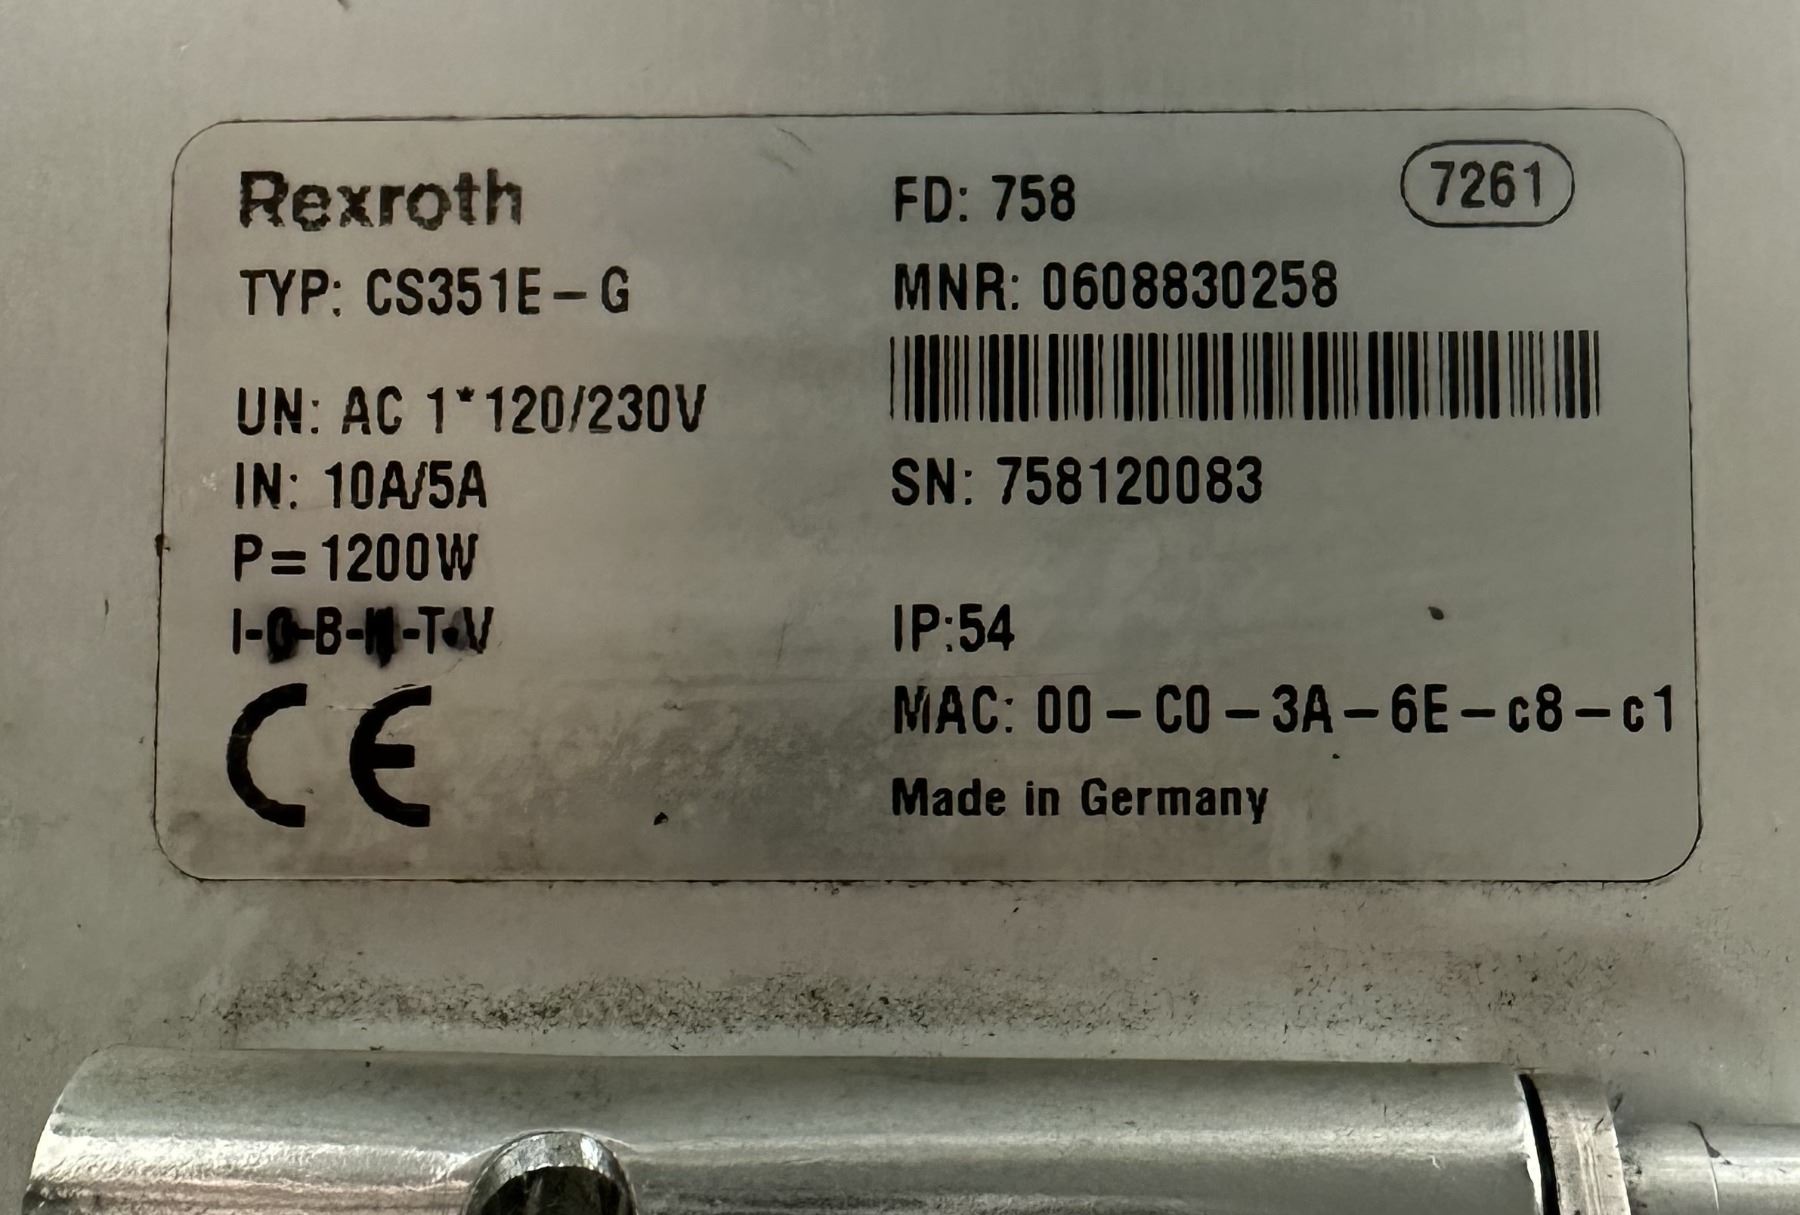 Rexroth
TYP: CS351E-G
UN: AC 1*120/230V
IN: 10A/5A
P=1200W
I- -B- -T- V
CE
FD: 758
7261
MNR: 0608830258
SN: 758120083
IP:54
MAC: 00-C0-3A-6E-c8-c1
Made in Germany